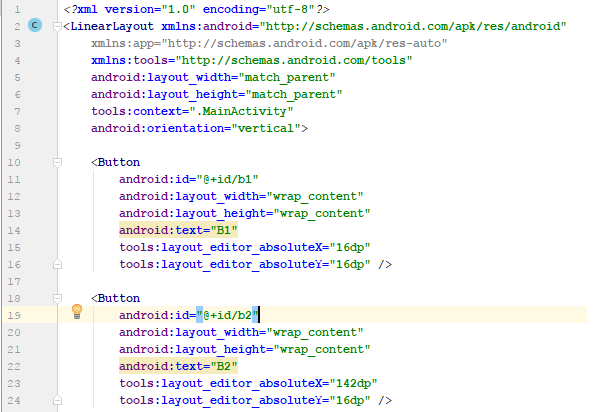 1 <?xml version="1.0" encoding="utf-8"?>
2 C <LinearLayout xmlns:android="http://schemas.android.com/apk/res/android"
3 xmlns:app="http://schemas.android.com/apk/res-auto"
4 xmlns:tools="http://schemas.android.com/tools"
5 android:layout_width="match_parent"
6 android:layout_height="match_parent"
7 tools:context=".MainActivity"
8 android:orientation="vertical">
9
10 <Button
11 android:id="@+id/b1"
12 android:layout_width="wrap_content"
13 android:layout_height="wrap_content"
14 android:text="B1"
15 tools:layout_editor_absoluteX="16dp"
16 tools:layout_editor_absoluteY="16dp" />
17
18 <Button
19 android:id="@+id/b2"
20 android:layout_width="wrap_content"
21 android:layout_height="wrap_content"
22 android:text="B2"
23 tools:layout_editor_absoluteX="142dp"
24 tools:layout_editor_absoluteY="16dp" />